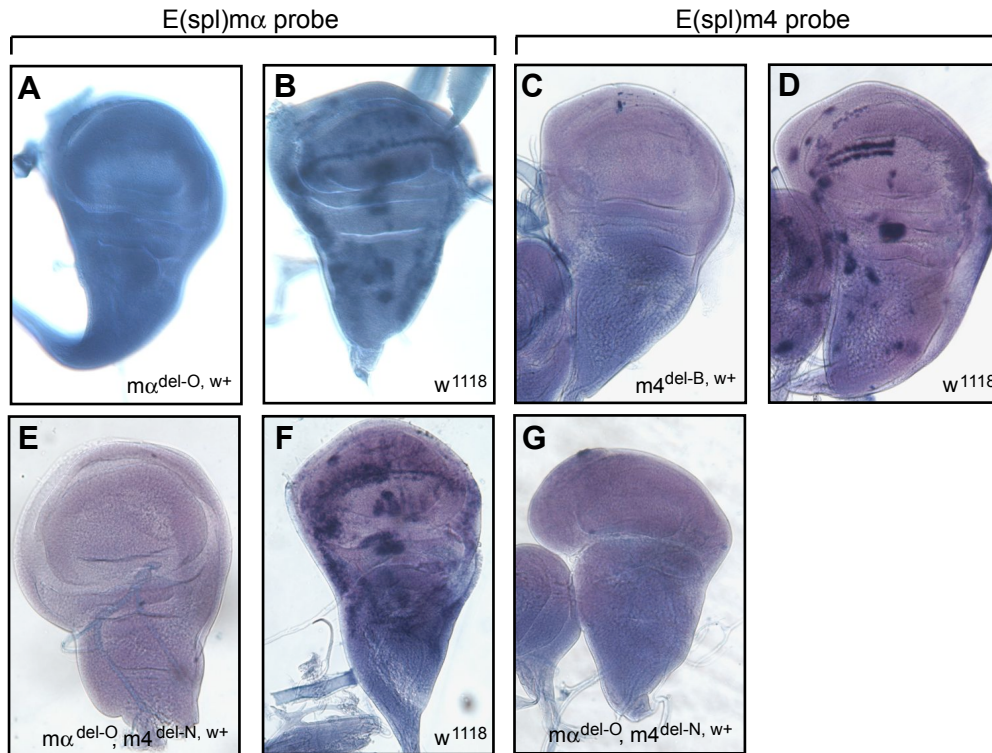 E(spl)mα probe
E(spl)m4 probe
A
B
C
D
mα^del-O, w+
w^1118
m4^del-B, w+
w^1118
E
F
G
mα^del-O, m4^del-N, w+
w^1118
mα^del-O, m4^del-N, w+